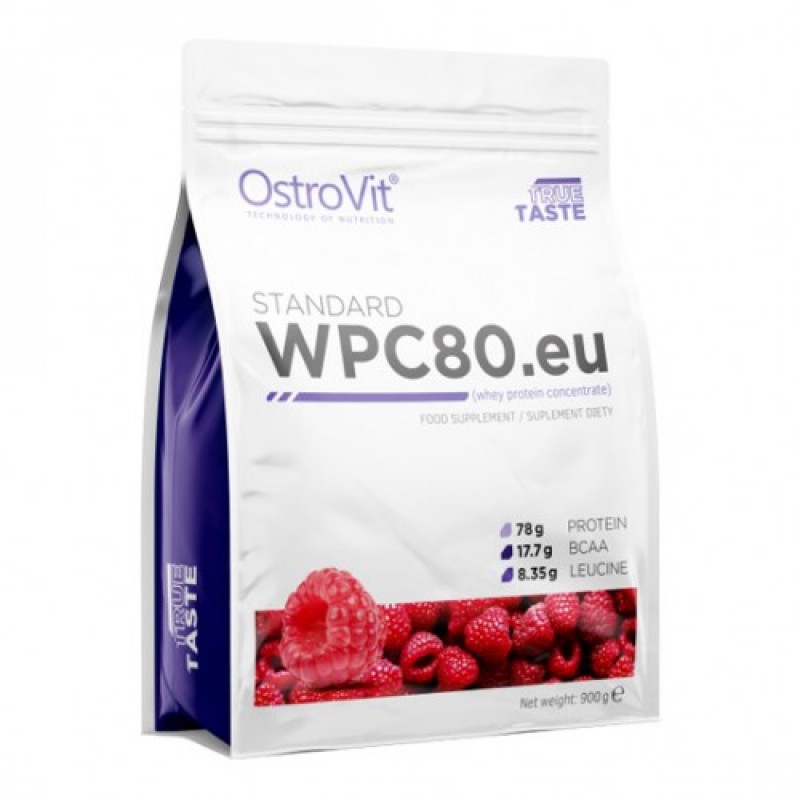 OstroVit®
TECHNOLOGY OF NUTRITION
TRUE
TASTE
STANDARD
WPC80.eu
(whey protein concentrate)
FOOD SUPPLEMENT / SUPLEMENT DIETY
78g PROTEIN
17.7g BCAA
8.35g LEUCINE
TRUE
TASTE
Net weight: 900g ℮